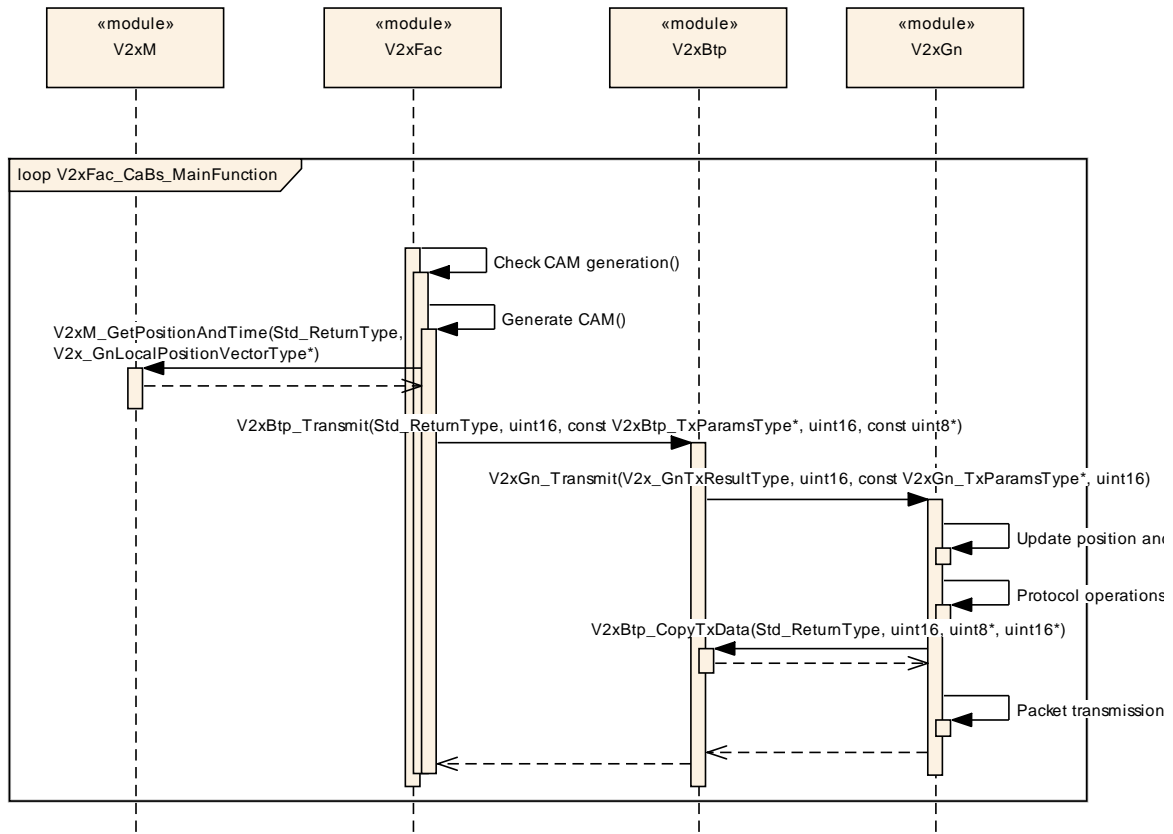 «module»
V2xM
«module»
V2xFac
«module»
V2xBtp
«module»
V2xGn
loop V2xFac_CaBs_MainFunction
Check CAM generation()
Generate CAM()
V2xM_GetPositionAndTime(Std_ReturnType,
V2x_GnLocalPositionVectorType*)
V2xBtp_Transmit(Std_ReturnType, uint16, const V2xBtp_TxParamsType*, uint16, const uint8*)
V2xGn_Transmit(V2x_GnTxResultType, uint16, const V2xGn_TxParamsType*, uint16)
Update position and
Protocol operations
V2xBtp_CopyTxData(Std_ReturnType, uint16, uint8*, uint16*)
Packet transmission